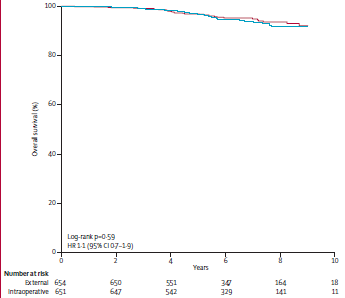 100
80
60
40
20
0
Overall survival (%)
Log-rank p=0·59
HR 1·1 (95% CI 0·7–1·9)
0 2 4 6 8 10
Years
Number at risk
External 654 650 551 347 164 18
Intraoperative 651 647 542 329 141 11